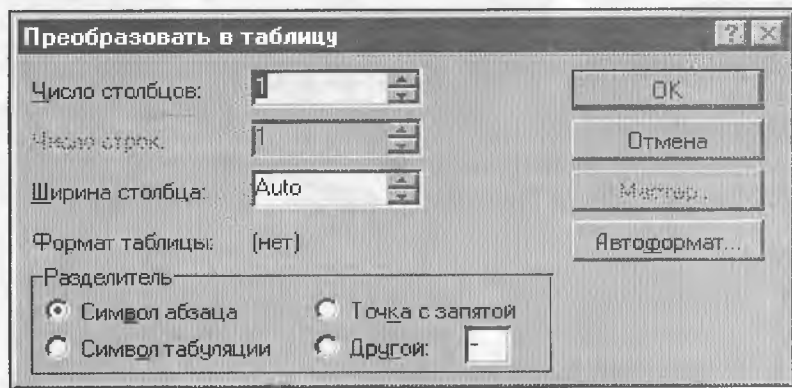 Преобразовать в таблицу
Число столбцов: 1
Число строк: 1
Ширина столбца: Auto
Формат таблицы: (нет)
OK
Отмена
Мастер...
Автоформат...
Разделитель
Символ абзаца
Точка с запятой
Символ табуляции
Другой: -